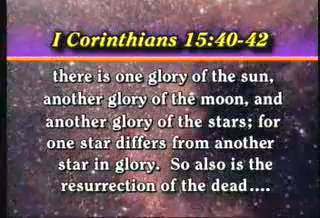 I Corinthians 15:40-42
there is one glory of the sun,
another glory of the moon, and
another glory of the stars; for
one star differs from another
star in glory. So also is the
resurrection of the dead....